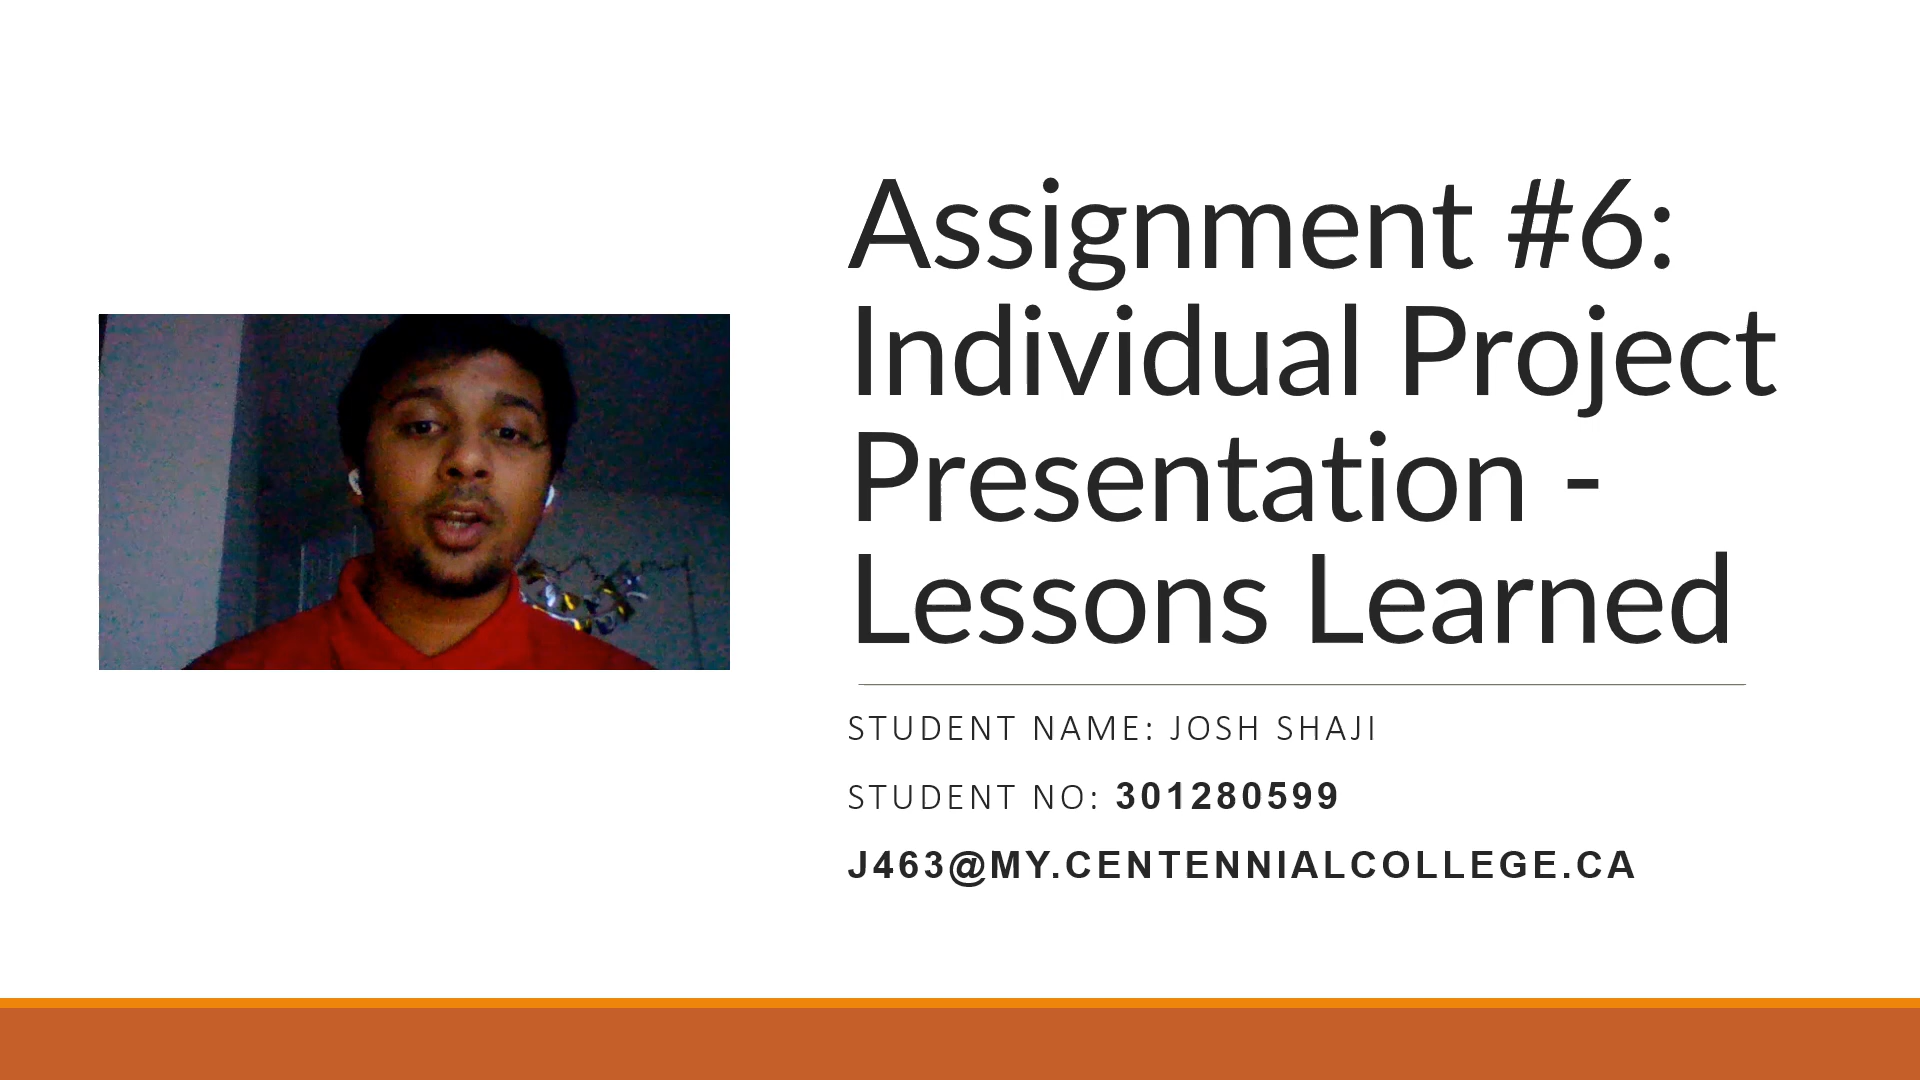 Assignment #6:
Individual Project
Presentation -
Lessons Learned
STUDENT NAME: JOSH SHAJI
STUDENT NO: 301280599
J463@MY.CENTENNIALCOLLEGE.CA